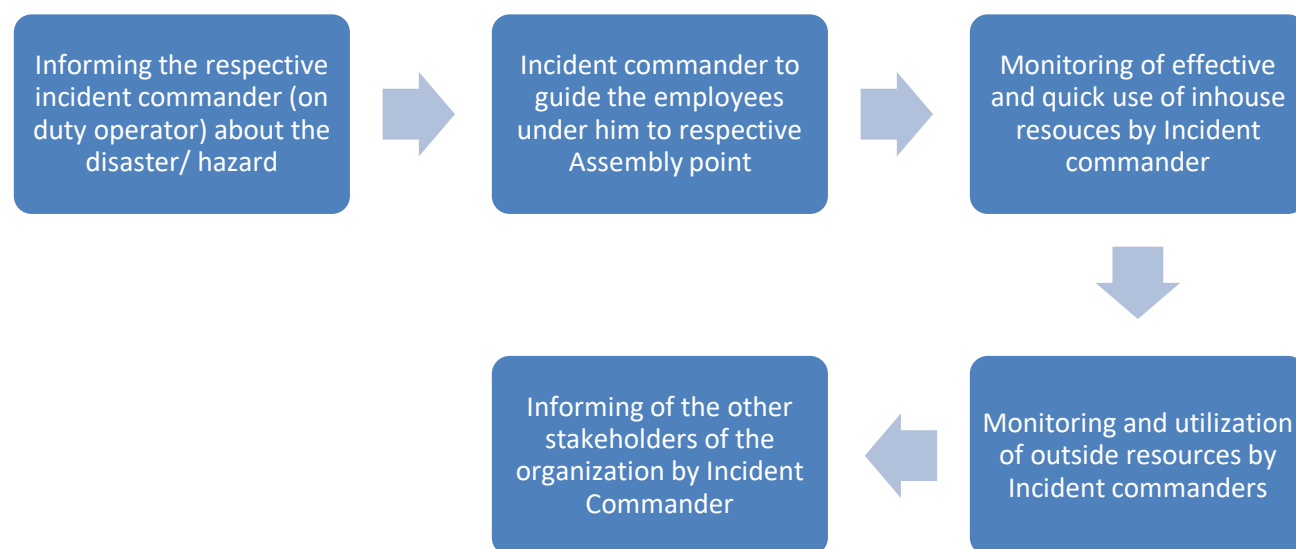 Informing the respective
incident commander (on
duty operator) about the
disaster/ hazard
Incident commander to
guide the employees
under him to respective
Assembly point
Monitoring of effective
and quick use of inhouse
resouces by Incident
commander
Monitoring and utilization
of outside resources by
Incident commanders
Informing of the other
stakeholders of the
organization by Incident
Commander